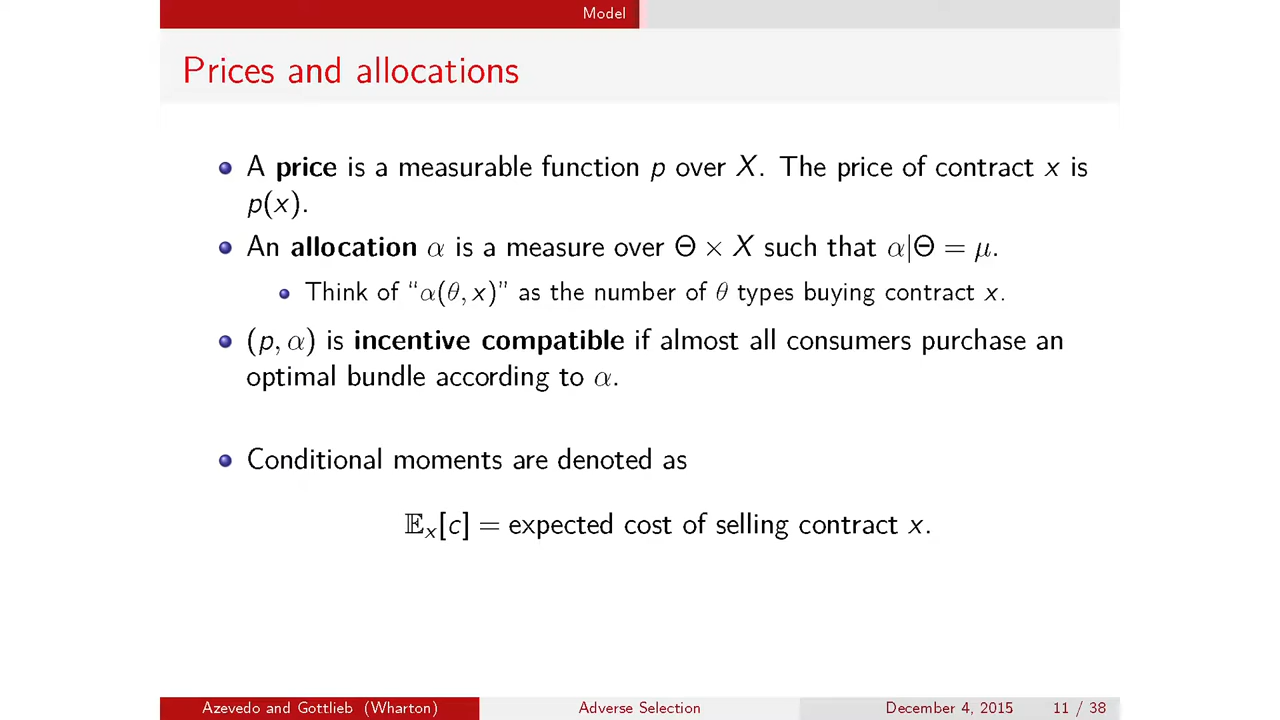 Model
Prices and allocations
A price is a measurable function p over X. The price of contract x is
p(x).
An allocation α is a measure over Θ × X such that α|Θ = μ.
Think of “α(θ, x)” as the number of θ types buying contract x.
(p, α) is incentive compatible if almost all consumers purchase an
optimal bundle according to α.
Conditional moments are denoted as
𝔼ₓ[c] = expected cost of selling contract x.
Azevedo and Gottlieb (Wharton) Adverse Selection December 4, 2015 11 / 38